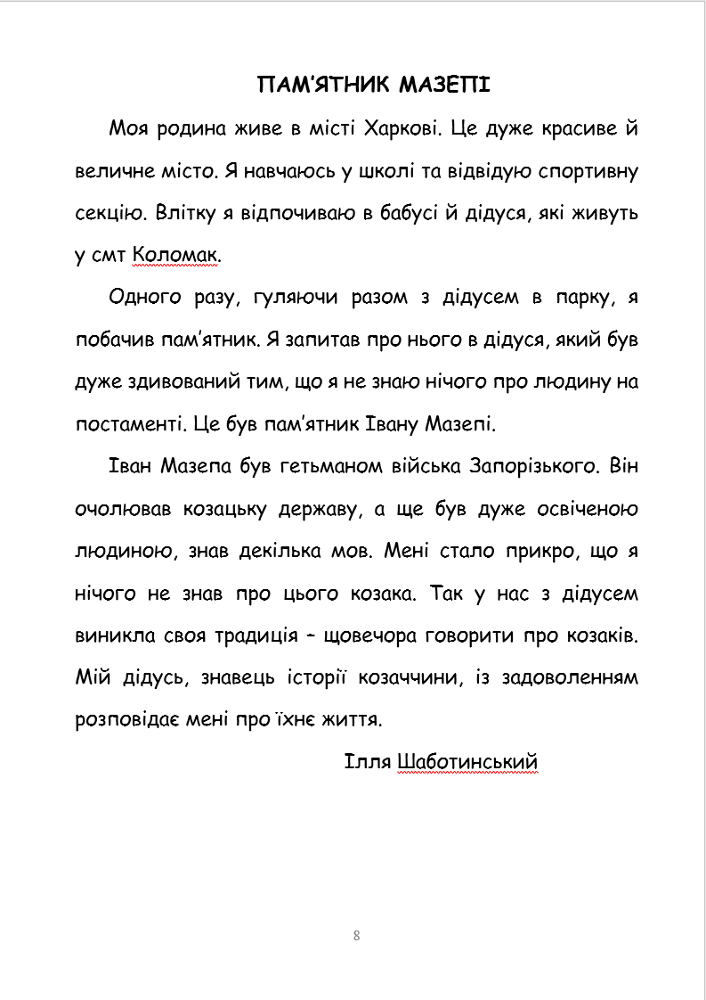 ПАМ’ЯТНИК МАЗЕПІ
Моя родина живе в місті Харкові. Це дуже красиве й
величне місто. Я навчаюсь у школі та відвідую спортивну
секцію. Влітку я відпочиваю в бабусі й дідуся, які живуть
у смт Коломак.
Одного разу, гуляючи разом з дідусем в парку, я
побачив пам’ятник. Я запитав про нього в дідуся, який був
дуже здивований тим, що я не знаю нічого про людину на
постаменті. Це був пам’ятник Івану Мазепі.
Іван Мазепа був гетьманом війська Запорізького. Він
очолював козацьку державу, а ще був дуже освіченою
людиною, знав декілька мов. Мені стало прикро, що я
нічого не знав про цього козака. Так у нас з дідусем
виникла своя традиція – щовечора говорити про козаків.
Мій дідусь, знавець історії козаччини, із задоволенням
розповідає мені про їхнє життя.
Ілля Шаботинський
8